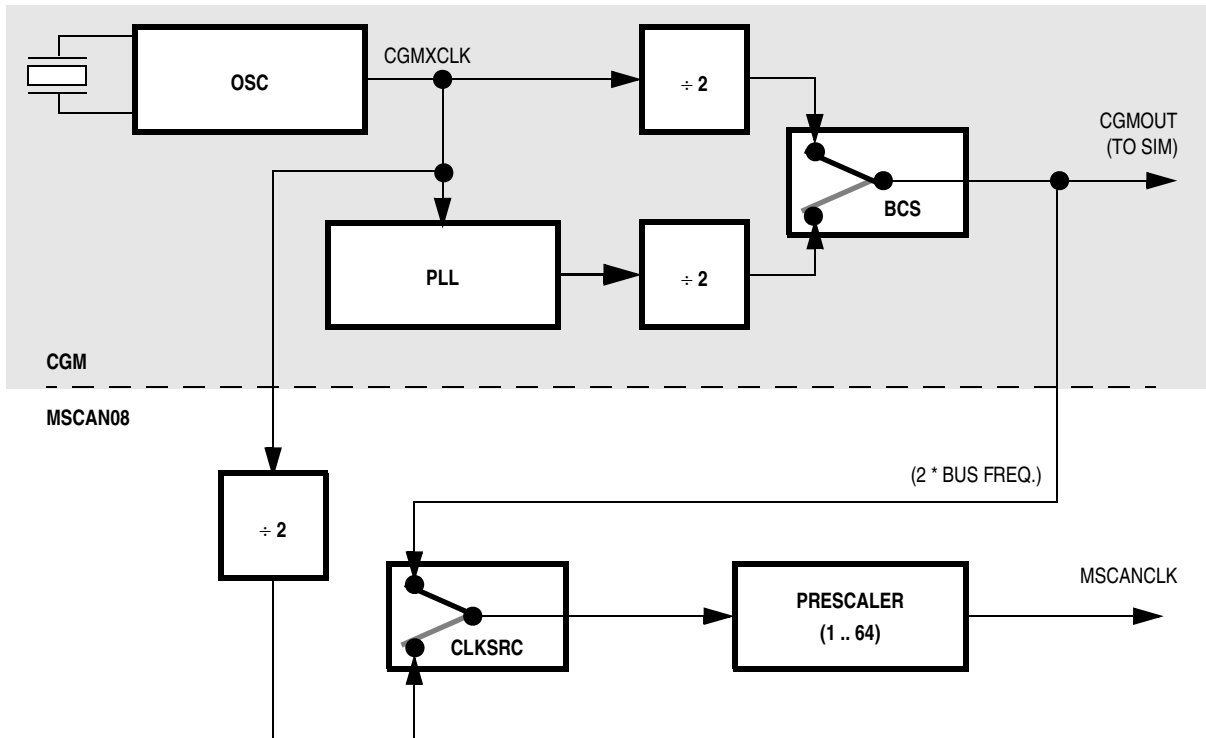 CGMXCLK
OSC
÷ 2
CGMOUT
(TO SIM)
BCS
PLL
÷ 2
CGM
MSCAN08
(2 * BUS FREQ.)
÷ 2
MSCANCLK
PRESCALER
(1 .. 64)
CLKSRC